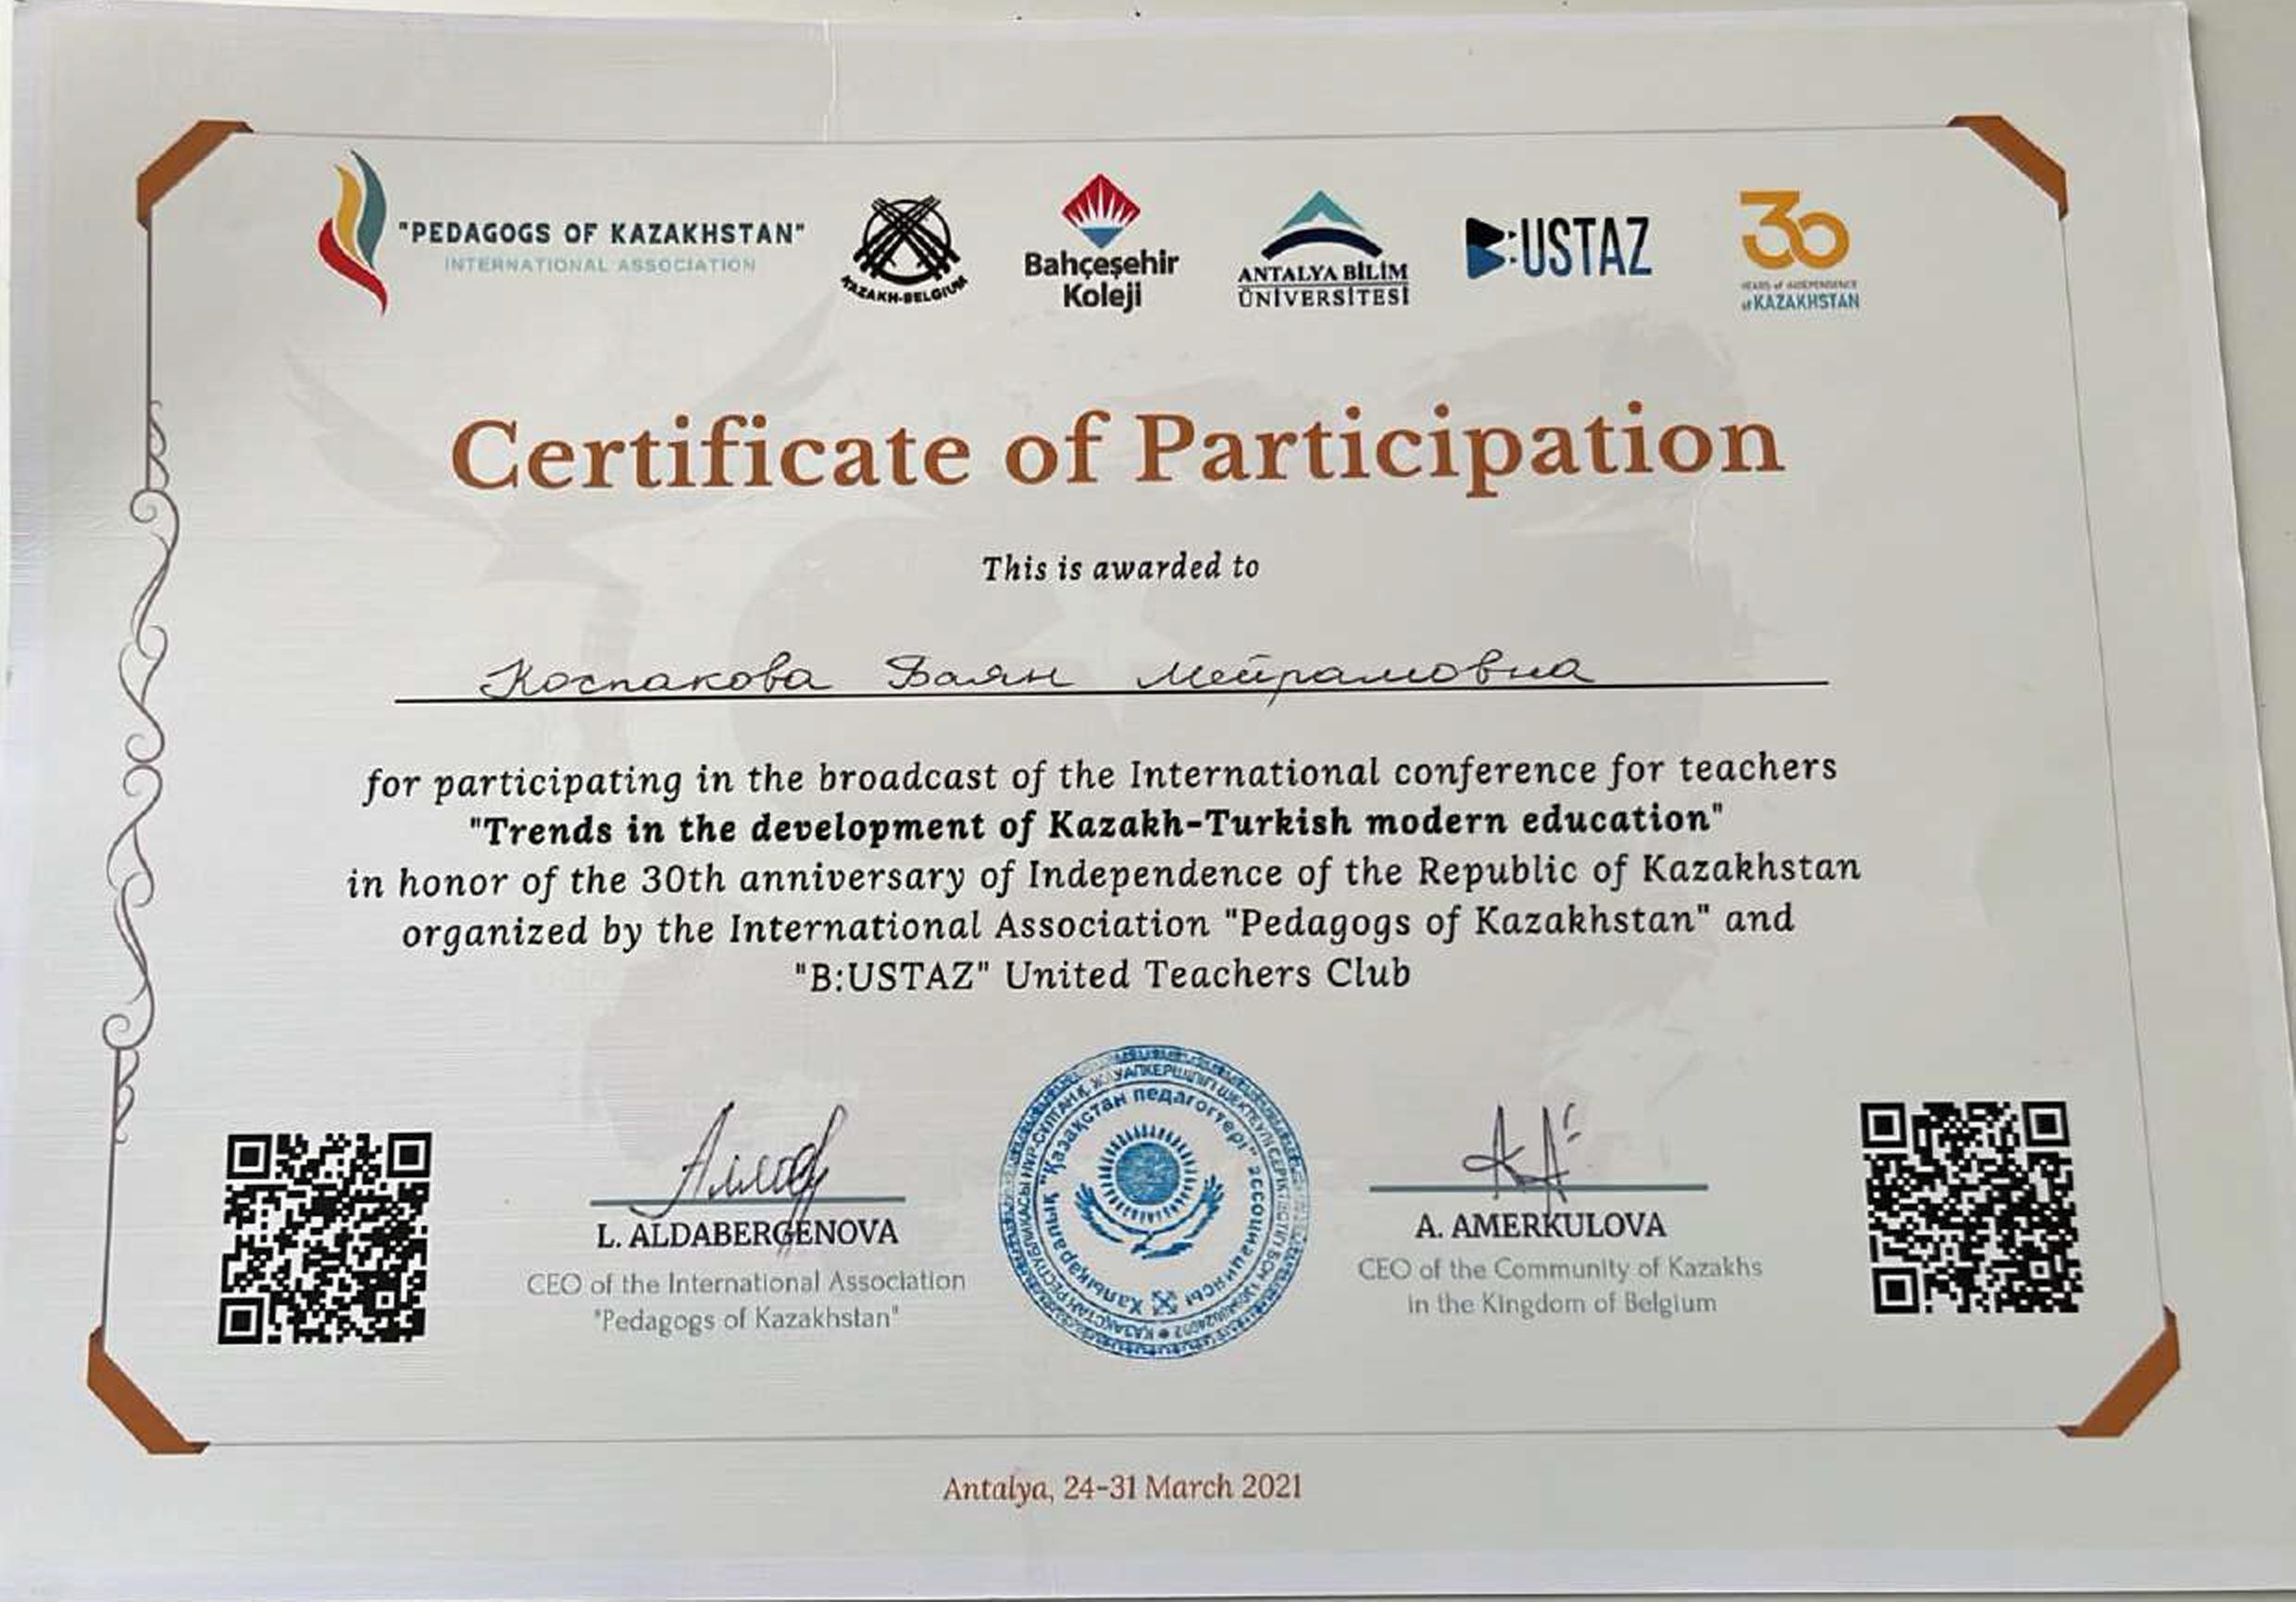 "PEDAGOGS OF KAZAKHSTAN"
INTERNATIONAL ASSOCIATION
KAZAKH-BELGIUM
Bahçeşehir
Koleji
ANTALYA BİLİM
ÜNİVERSİTESİ
B:USTAZ
30
YEARS of INDEPENDENCE
of KAZAKHSTAN
Certificate of Participation
This is awarded to
Коспакова Баян Мейрамовна
for participating in the broadcast of the International conference for teachers
"Trends in the development of Kazakh-Turkish modern education"
in honor of the 30th anniversary of Independence of the Republic of Kazakhstan
organized by the International Association "Pedagogs of Kazakhstan" and
"B:USTAZ" United Teachers Club
L. ALDABERGENOVA
CEO of the International Association
"Pedagogs of Kazakhstan"
Халықаралық "Қазақстан педагогтері" ассоциациясы
A. AMERKULOVA
CEO of the Community of Kazakhs
in the Kingdom of Belgium
Antalya, 24-31 March 2021